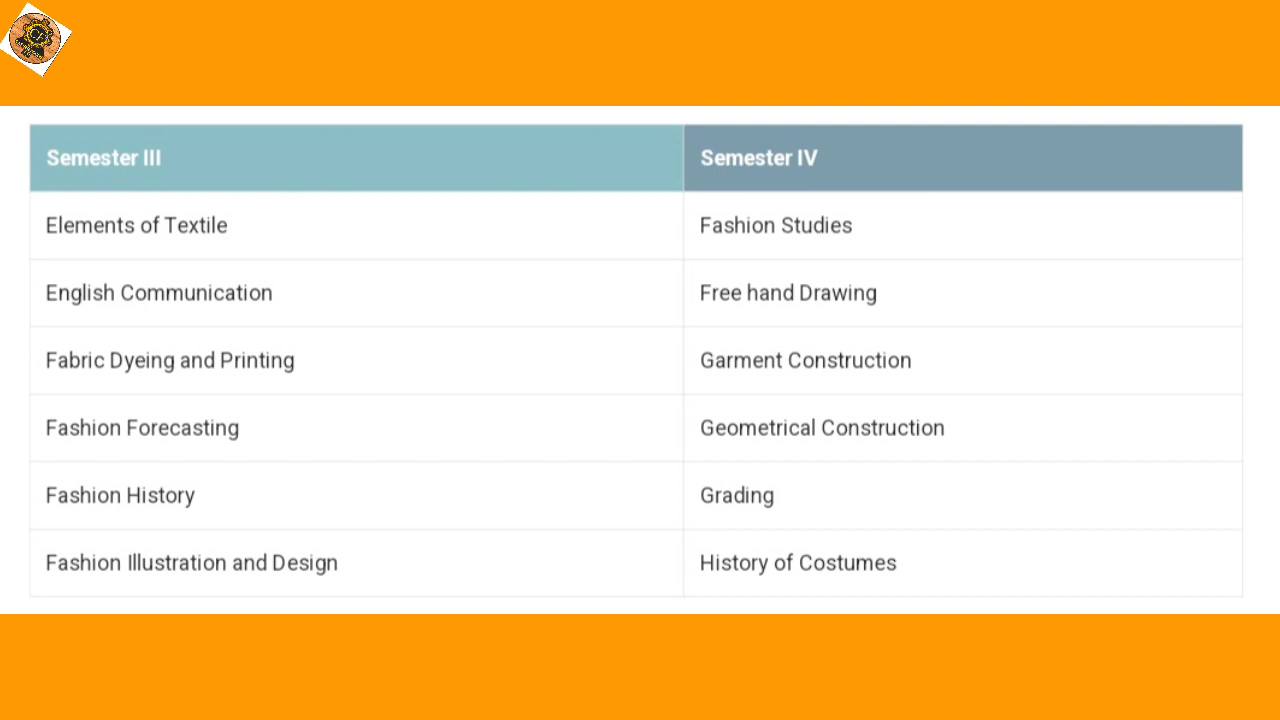 Semester III
Semester IV
Elements of Textile
Fashion Studies
English Communication
Free hand Drawing
Fabric Dyeing and Printing
Garment Construction
Fashion Forecasting
Geometrical Construction
Fashion History
Grading
Fashion Illustration and Design
History of Costumes